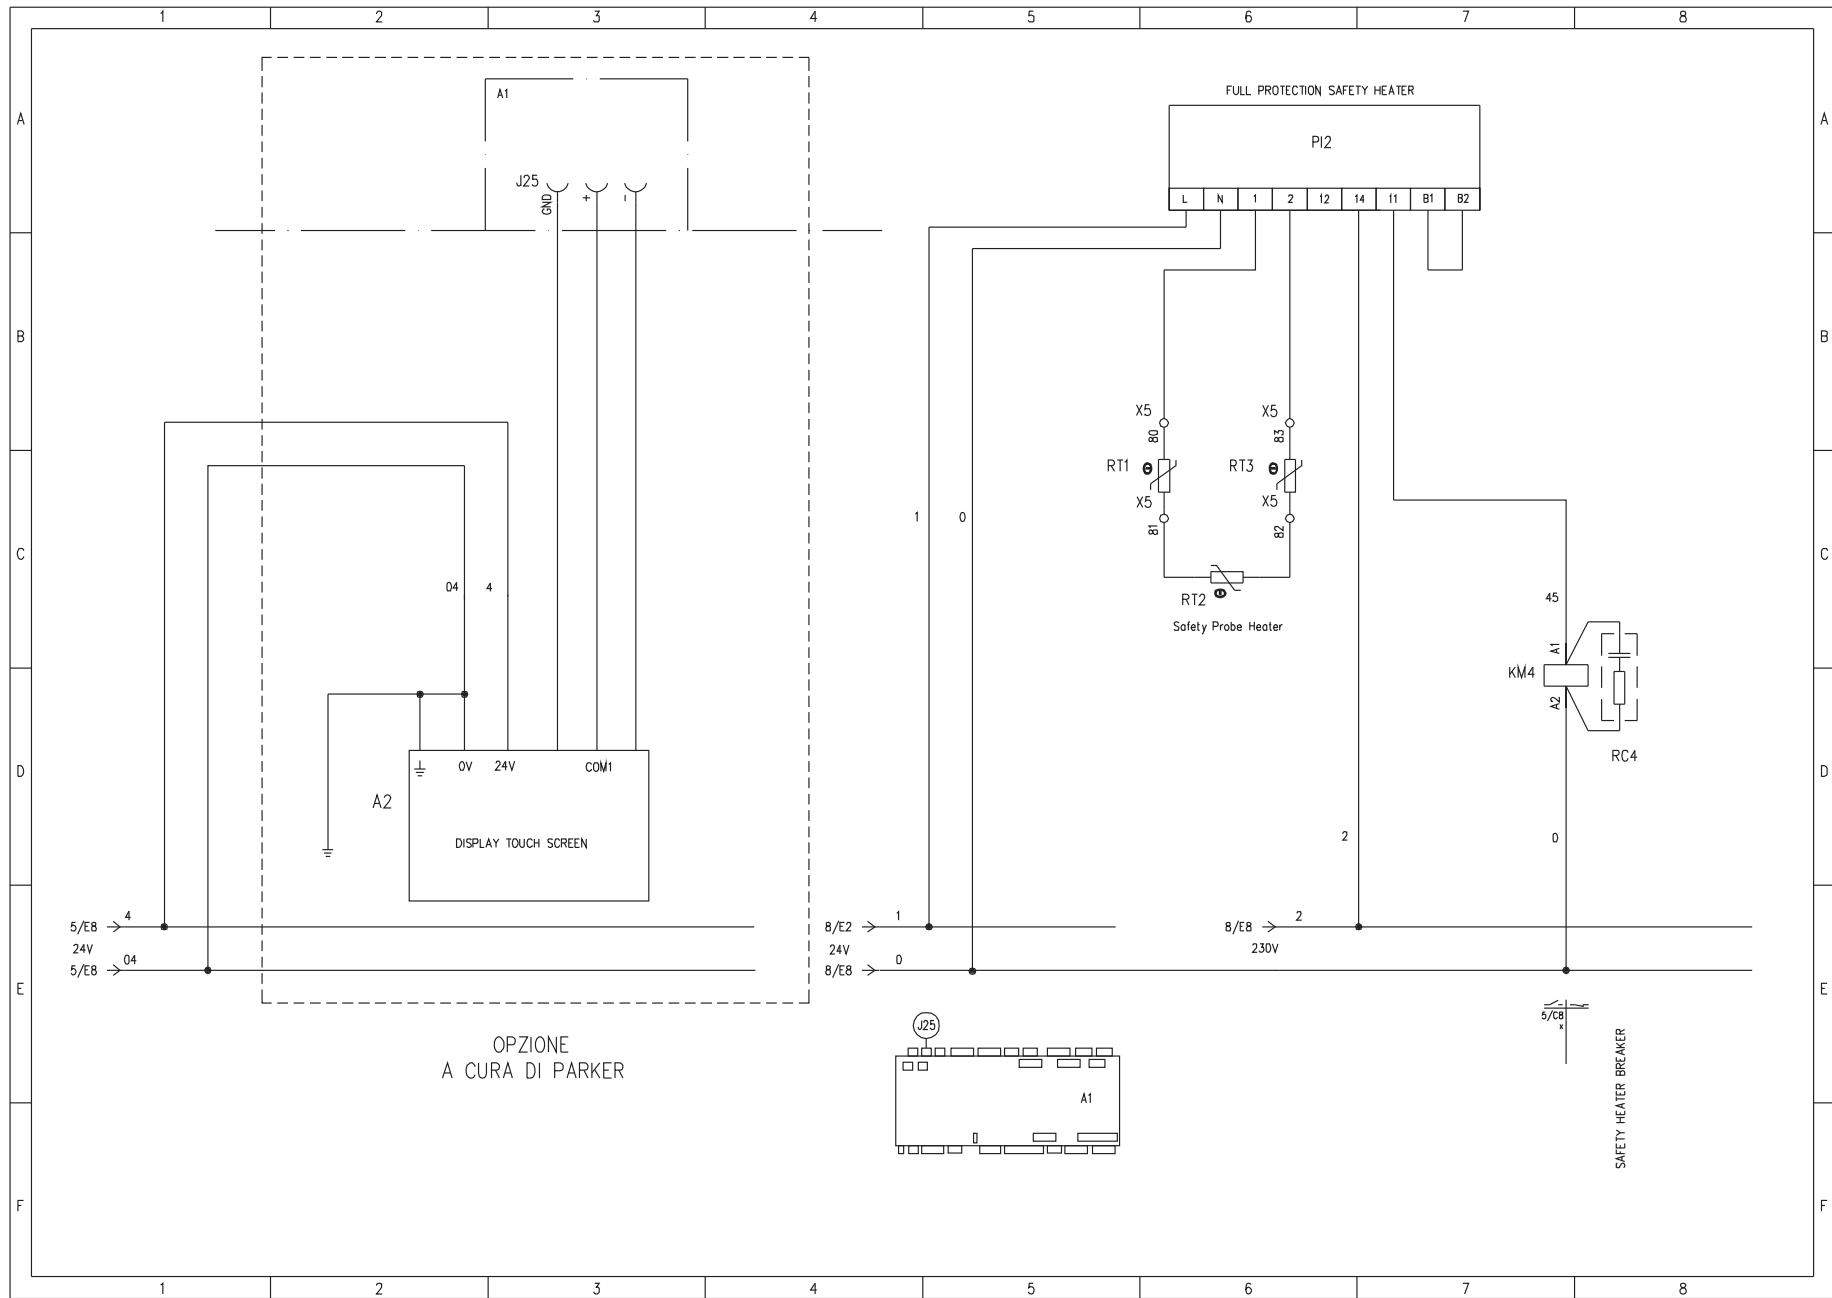 1 2 3 4 5 6 7 8
A A
A1
J25
GND + -
FULL PROTECTION SAFETY HEATER
PI2
L N 1 2 12 14 11 B1 B2
B B
X5 X5
80 83
RT1 RT3
X5 X5
81 82
1 0
C C
04 4
RT2
Safety Probe Heater
45
A1
KM4
A2
RC4
D D
0V 24V COM1
A2
DISPLAY TOUCH SCREEN
2 0
5/E8 4
24V
5/E8 04
8/E2 1
24V
8/E8 0
8/E8 2
230V
E E
5/C8
x
SAFETY HEATER BREAKER
OPZIONE
A CURA DI PARKER
J25
A1
F F
1 2 3 4 5 6 7 8